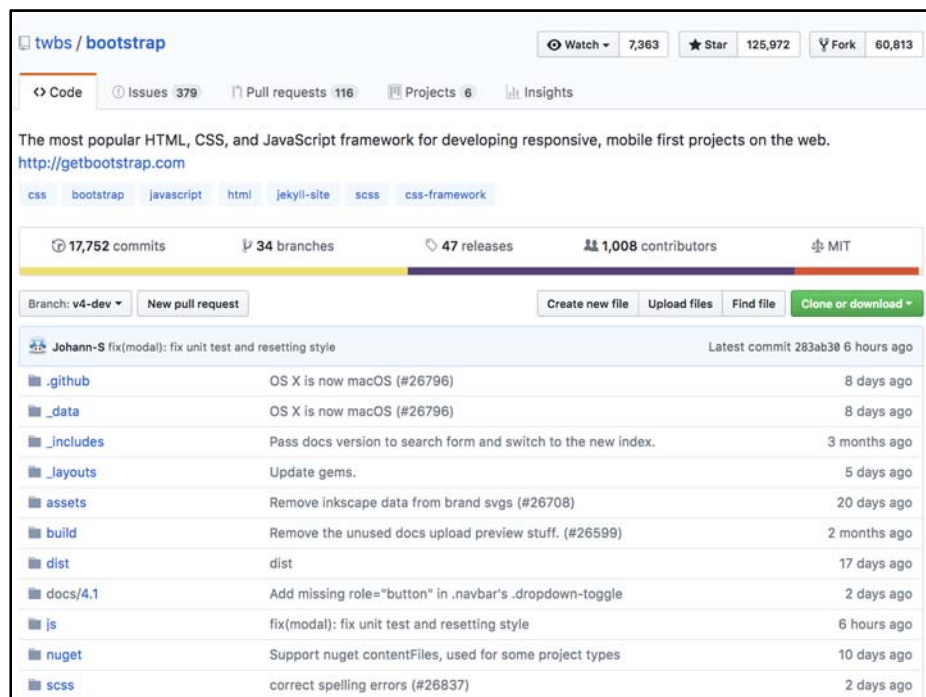 twbs / bootstrap
Watch 7,363 Star 125,972 Fork 60,813
Code Issues 379 Pull requests 116 Projects 6 Insights
The most popular HTML, CSS, and JavaScript framework for developing responsive, mobile first projects on the web.
http://getbootstrap.com
css bootstrap javascript html jekyll-site scss css-framework
17,752 commits 34 branches 47 releases 1,008 contributors MIT
Branch: v4-dev New pull request Create new file Upload files Find file Clone or download
Johann-S fix(modal): fix unit test and resetting style Latest commit 283ab30 6 hours ago
.github OS X is now macOS (#26796) 8 days ago
_data OS X is now macOS (#26796) 8 days ago
_includes Pass docs version to search form and switch to the new index. 3 months ago
_layouts Update gems. 5 days ago
assets Remove inkscape data from brand svgs (#26708) 20 days ago
build Remove the unused docs upload preview stuff. (#26599) 2 months ago
dist dist 17 days ago
docs/4.1 Add missing role="button" in .navbar's .dropdown-toggle 2 days ago
js fix(modal): fix unit test and resetting style 6 hours ago
nuget Support nuget contentFiles, used for some project types 10 days ago
scss correct spelling errors (#26837) 2 days ago